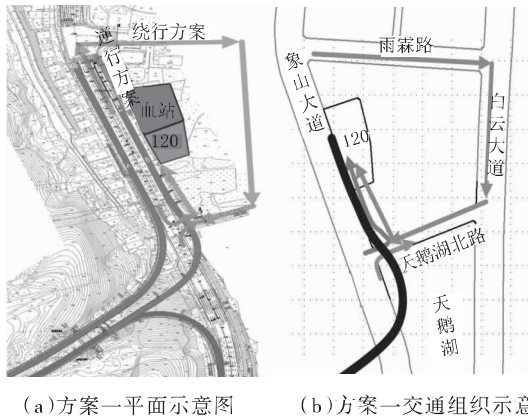 绕行方案
逆行方案
血站
120
雨霖路
象山大道
白云大道
120
天鹅湖北路
天鹅湖
(a)方案一平面示意图
(b)方案一交通组织示意